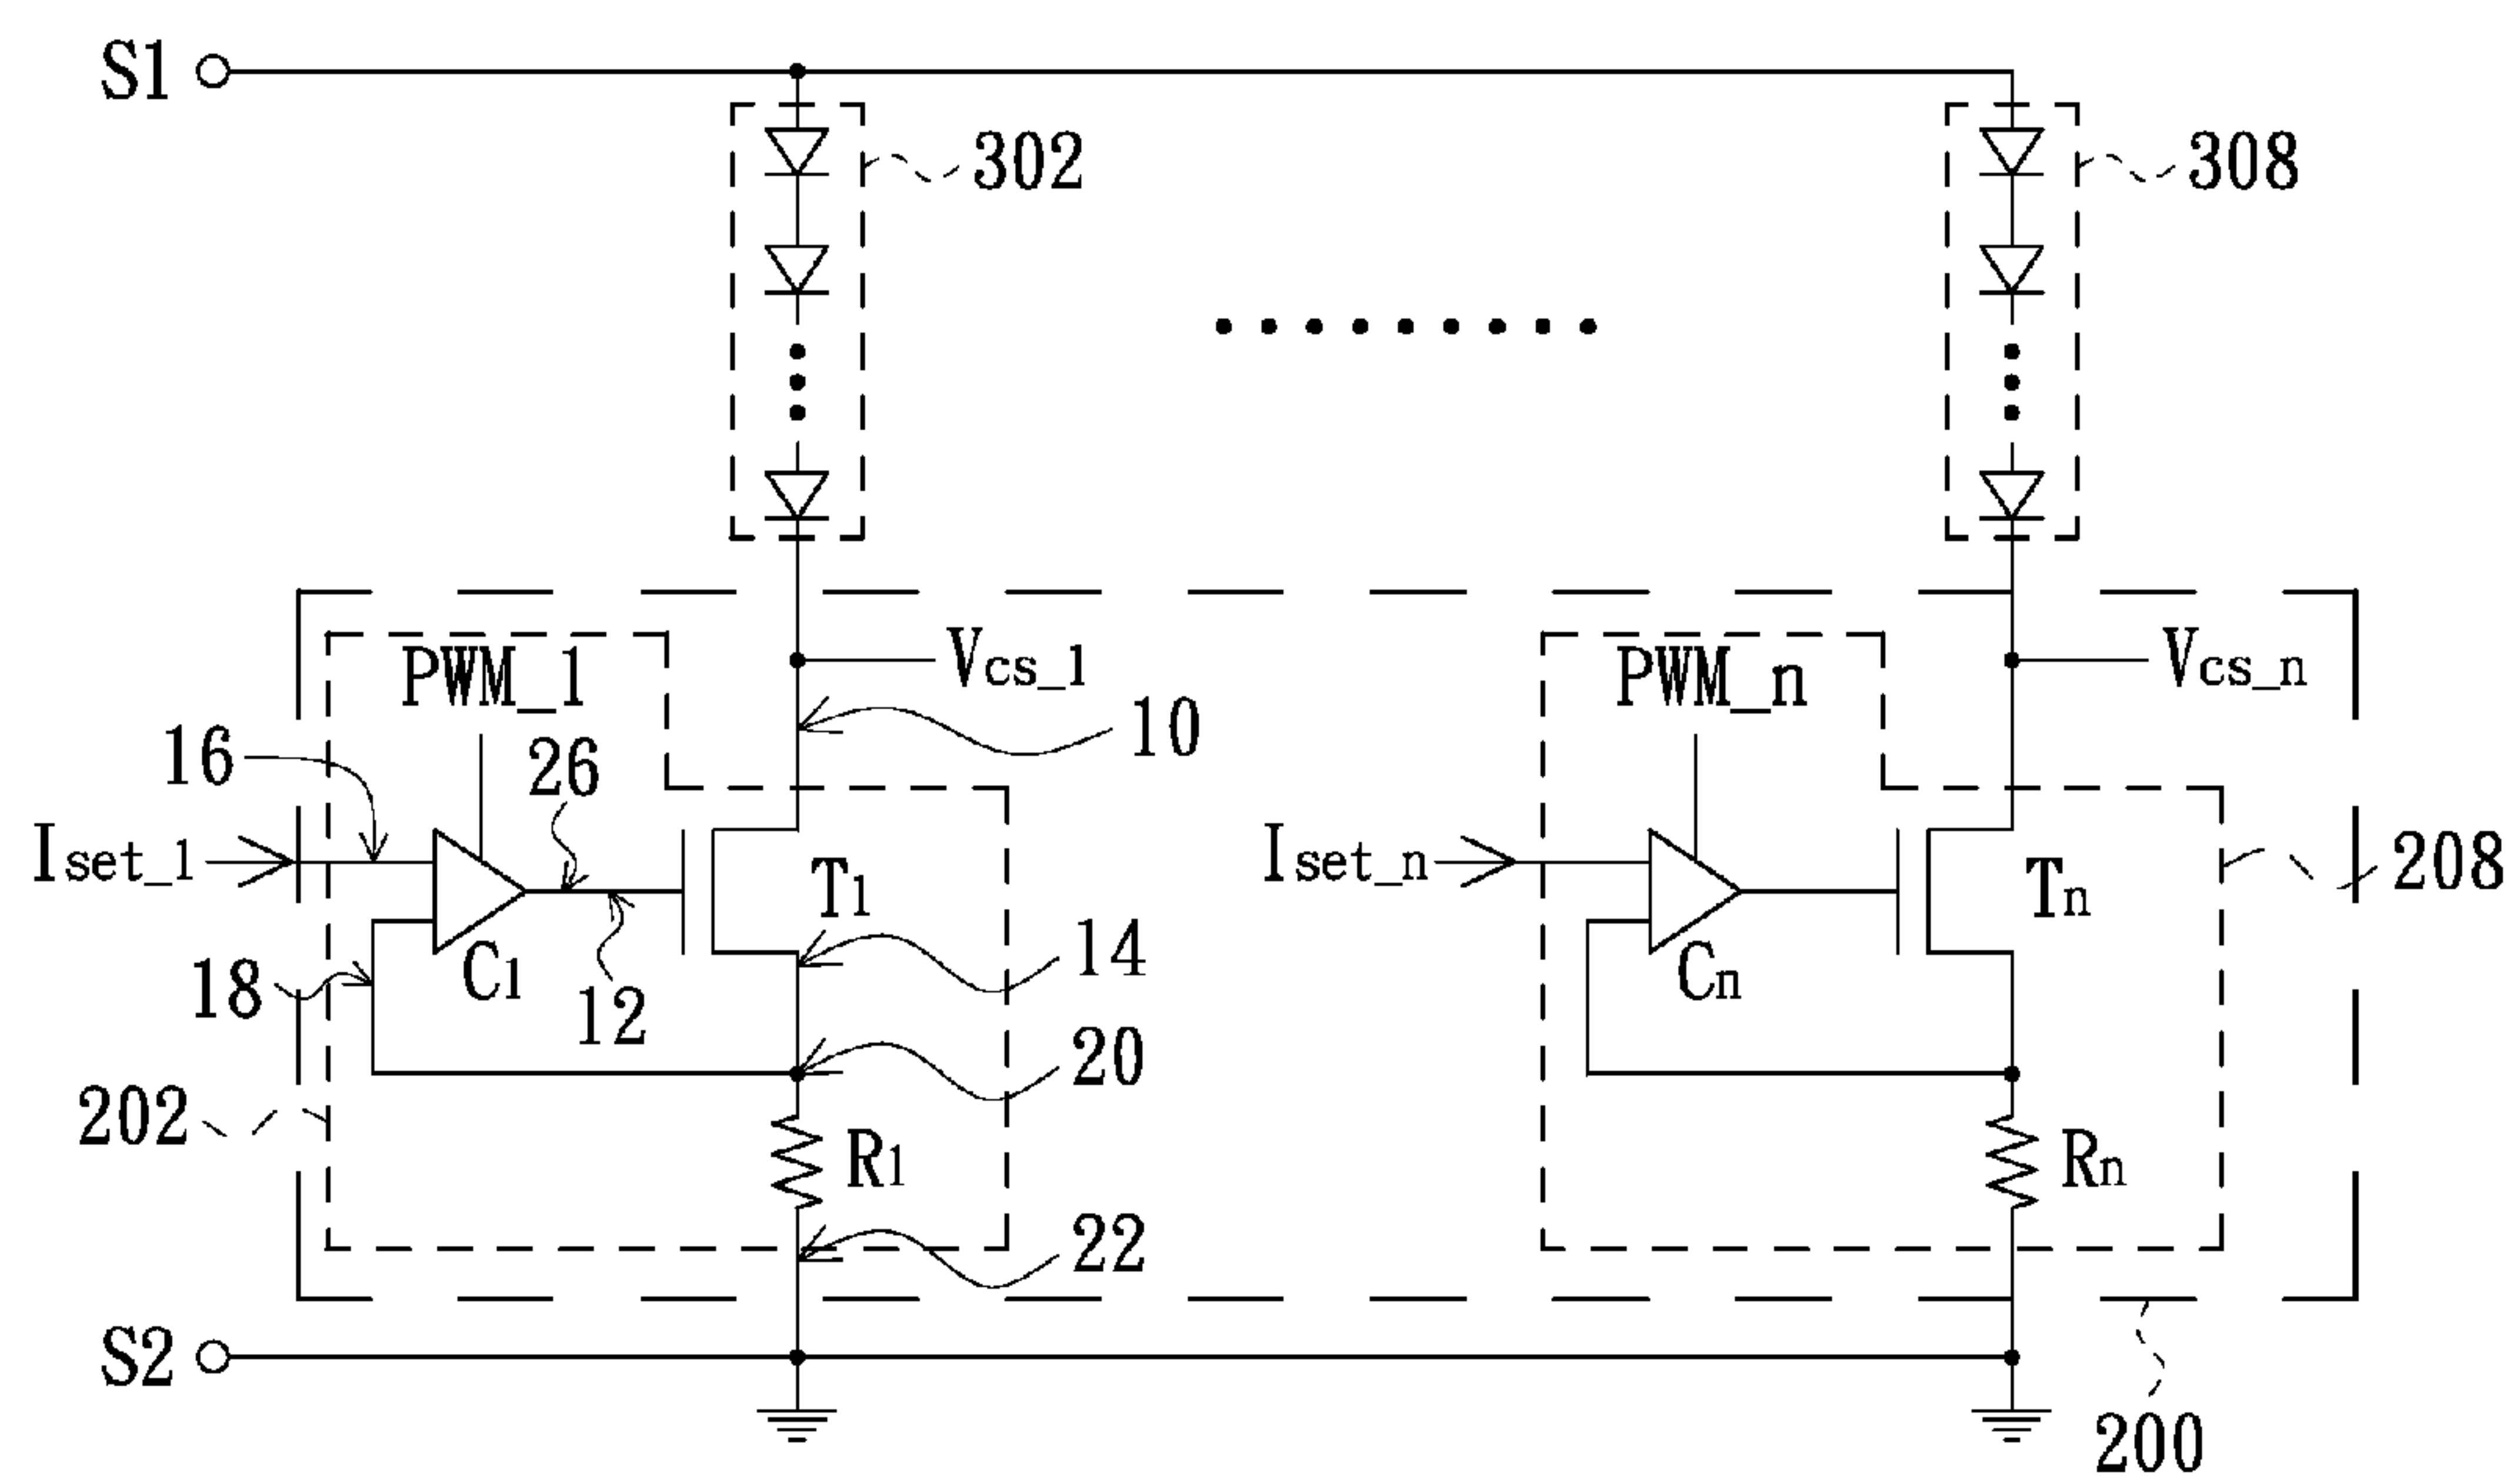 S1
302
308
PWM_1
Vcs_1
PWM_n
Vcs_n
10
16
26
Iset_1
T1
Iset_n
Tn
208
14
18
C1
12
Cn
20
202
R1
Rn
22
S2
200